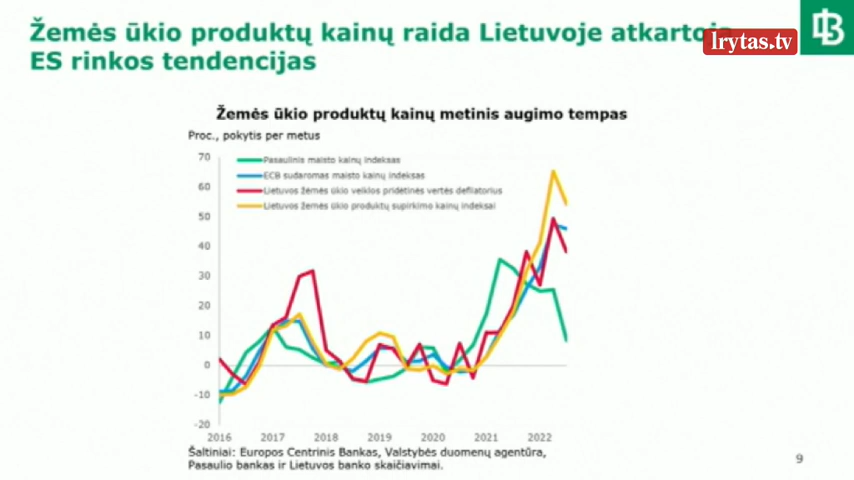 Žemės ūkio produktų kainų raida Lietuvoje atkartoja
lrytas.tv
ES rinkos tendencijas
Žemės ūkio produktų kainų metinis augimo tempas
Proc., pokytis per metus
70
60
50
40
30
20
10
0
-10
-20
Pasaulinis maisto kainų indeksas
ECB sudaromas maisto kainų indeksas
Lietuvos žemės ūkio veiklos pridėtinės vertės defliatorius
Lietuvos žemės ūkio produktų supirkimo kainų indeksai
2016 2017 2018 2019 2020 2021 2022
Šaltiniai: Europos Centrinis Bankas, Valstybės duomenų agentūra,
Pasaulio bankas ir Lietuvos banko skaičiavimai.
9